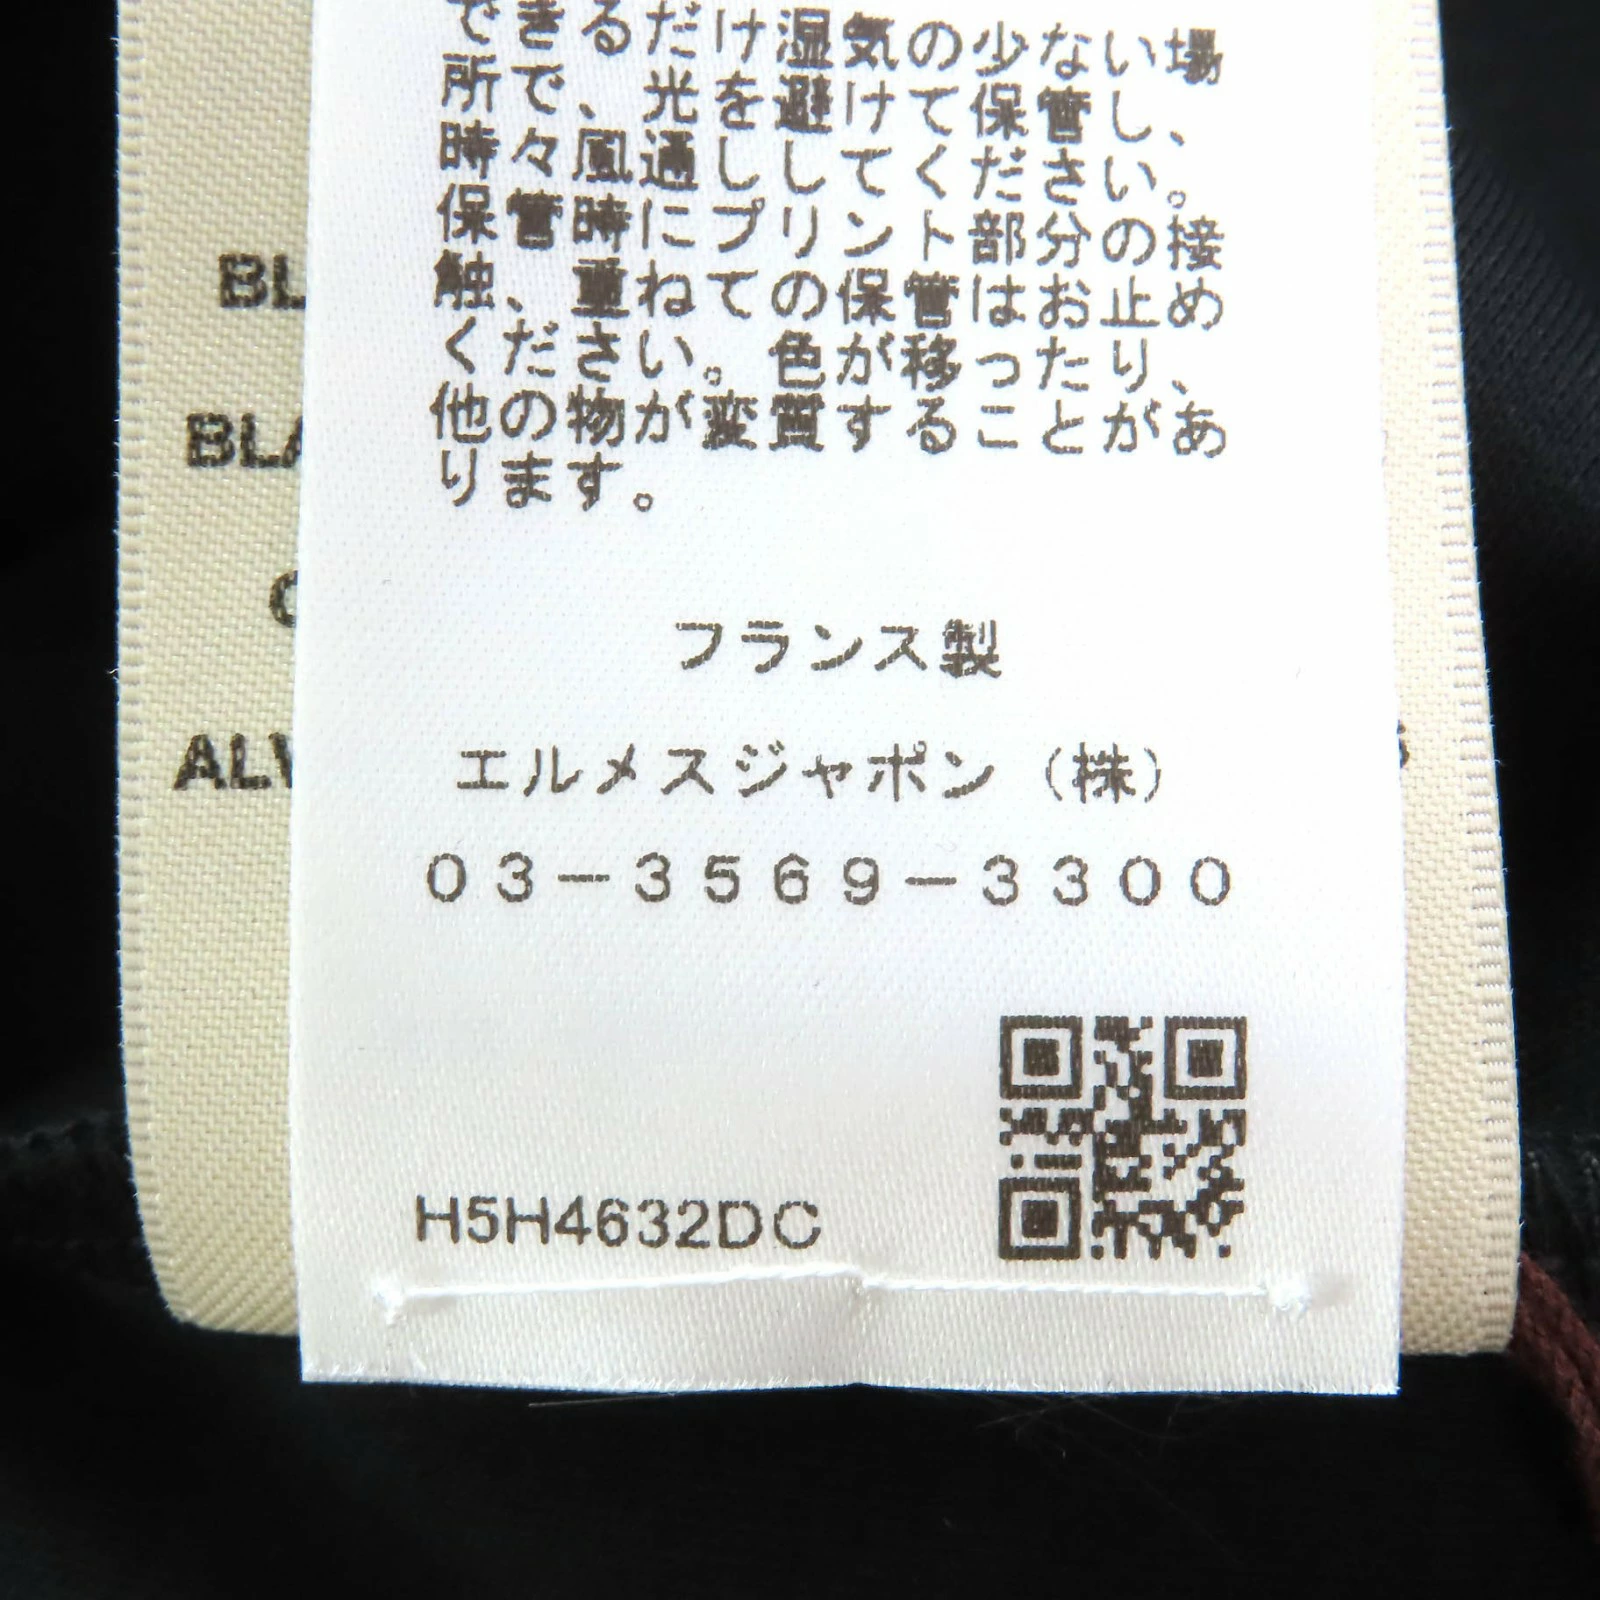 できるだけ湿気の少ない場
所で、光を避けて保管し、
時々風通ししてください。
保管時にプリント部分の接
触、重ねての保管はお止め
ください。色が移ったり、
他の物が変質することがあ
ります。
フランス製
エルメスジャポン（株）
03－3569－3300
H5H4632DC